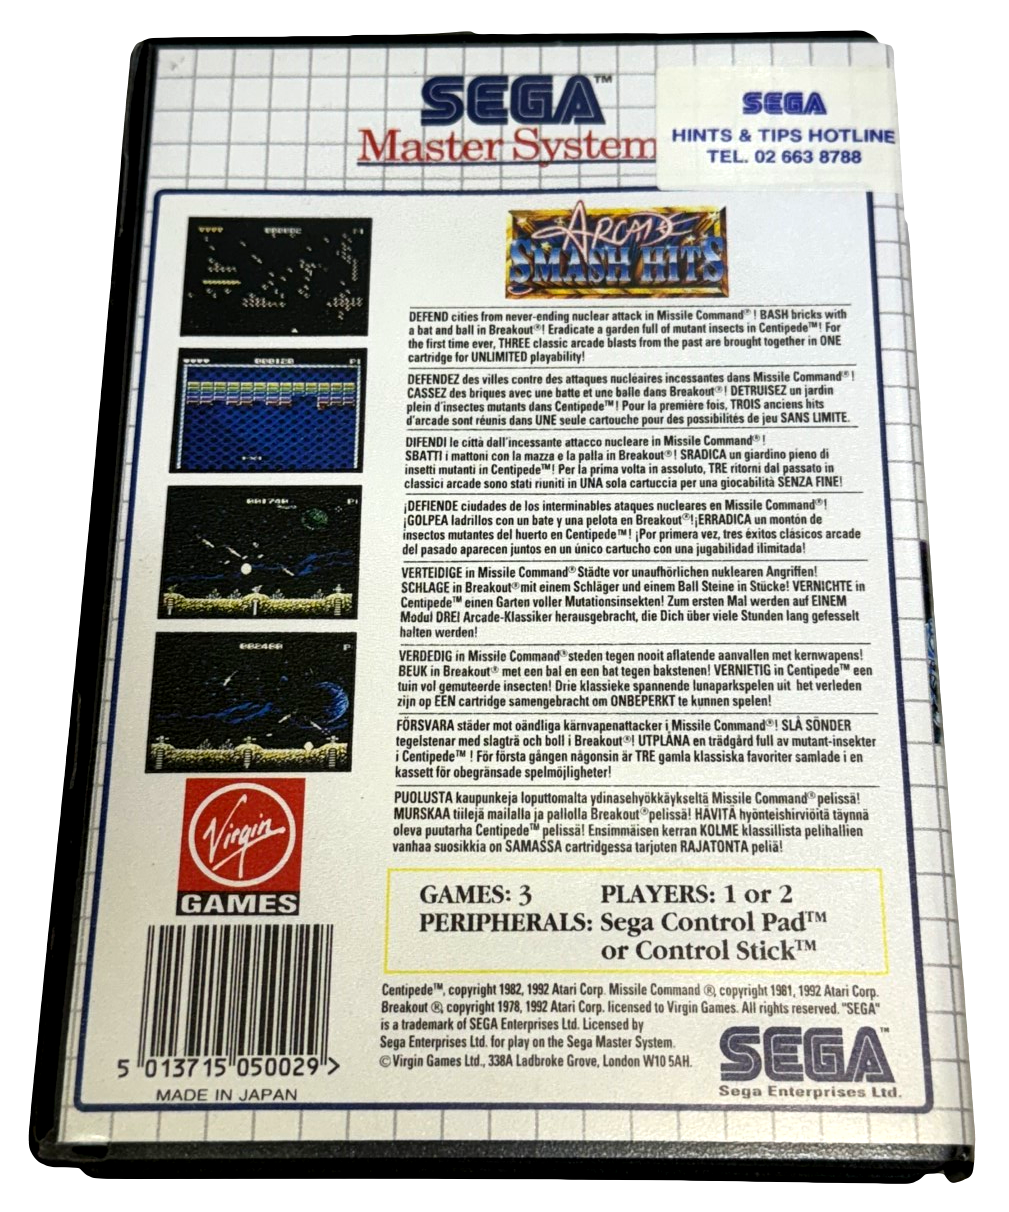 SEGA™
Master System
SEGA
HINTS & TIPS HOTLINE
TEL. 02 663 8788
ARCADE
SMASH HITS
DEFEND cities from never-ending nuclear attack in Missile Command®! BASH bricks with
a bat and ball in Breakout®! Eradicate a garden full of mutant insects in Centipede™! For
the first time ever, THREE classic arcade blasts from the past are brought together in ONE
cartridge for UNLIMITED playability!
DEFENDEZ des villes contre des attaques nucléaires incessantes dans Missile Command®!
CASSEZ des briques avec une batte et une balle dans Breakout®! DETRUISEZ un jardin
plein d'insectes mutants dans Centipede™! Pour la première fois, TROIS anciens hits
d'arcade sont réunis dans UNE seule cartouche pour des possibilités de jeu SANS LIMITE.
DIFENDI le città dall'incessante attacco nucleare in Missile Command®!
SBATTI i mattoni con la mazza e la palla in Breakout®! SRADICA un giardino pieno di
insetti mutanti in Centipede™! Per la prima volta in assoluto, TRE ritorni dal passato in
classici arcade sono stati riuniti in UNA sola cartuccia per una giocabilità SENZA FINE!
¡DEFIENDE ciudades de los interminables ataques nucleares en Missile Command®!
¡GOLPEA ladrillos con un bate y una pelota en Breakout®! ¡ERRADICA un montón de
insectos mutantes del huerto en Centipede™! ¡Por primera vez, tres éxitos clásicos arcade
del pasado aparecen juntos en un único cartucho con una jugabilidad ilimitada!
VERTEIDIGE in Missile Command® Städte vor unaufhörlichen nuklearen Angriffen!
SCHLAGE in Breakout® mit einem Schläger und einem Ball Steine in Stücke! VERNICHTE in
Centipede™ einen Garten voller Mutationsinsekten! Zum ersten Mal werden auf EINEM
Modul DREI Arcade-Klassiker herausgebracht, die Dich über viele Stunden lang gefesselt
halten werden!
VERDEDIG in Missile Command® steden tegen nooit aflatende aanvallen met kernwapens!
BEUK in Breakout® met een bal en een bat tegen bakstenen! VERNIETIG in Centipede™ een
tuin vol gemuteerde insecten! Drie klassieke spannende lunaparkspelen uit het verleden
zijn op EEN cartridge samengebracht om ONBEPERKT te kunnen spelen!
FÖRSVARA städer mot oändliga kärnvapenattacker i Missile Command®! SLÅ SÖNDER
tegelstenar med slagträ och boll i Breakout®! UTPLÅNA en trädgård full av mutant-insekter
i Centipede™! För första gången någonsin är TRE gamla klassiska favoriter samlade i en
kassett för obegränsade spelmöjligheter!
PUOLUSTA kaupunkeja loputtomalta ydinasehyökkäykseltä Missile Command® pelissä!
MURSKAA tiilejä mailalla ja pallolla Breakout® pelissä! HÄVITÄ hyönteishirviöitä täynnä
oleva puutarha Centipede™ pelissä! Ensimmäisen kerran KOLME klassillista pelihallien
vanhaa suosikkia on SAMASSA cartridgessa tarjoten RAJATONTA peliä!
Virgin
GAMES
GAMES: 3 PLAYERS: 1 or 2
PERIPHERALS: Sega Control Pad™
or Control Stick™
Centipede™, copyright 1982, 1992 Atari Corp. Missile Command ®, copyright 1981, 1992 Atari Corp.
Breakout ®, copyright 1978, 1992 Atari Corp. licensed to Virgin Games. All rights reserved. "SEGA"
is a trademark of SEGA Enterprises Ltd. Licensed by
Sega Enterprises Ltd. for play on the Sega Master System.
© Virgin Games Ltd., 338A Ladbroke Grove, London W10 5AH.
SEGA™
Sega Enterprises Ltd.
5 013715 050029 >
MADE IN JAPAN